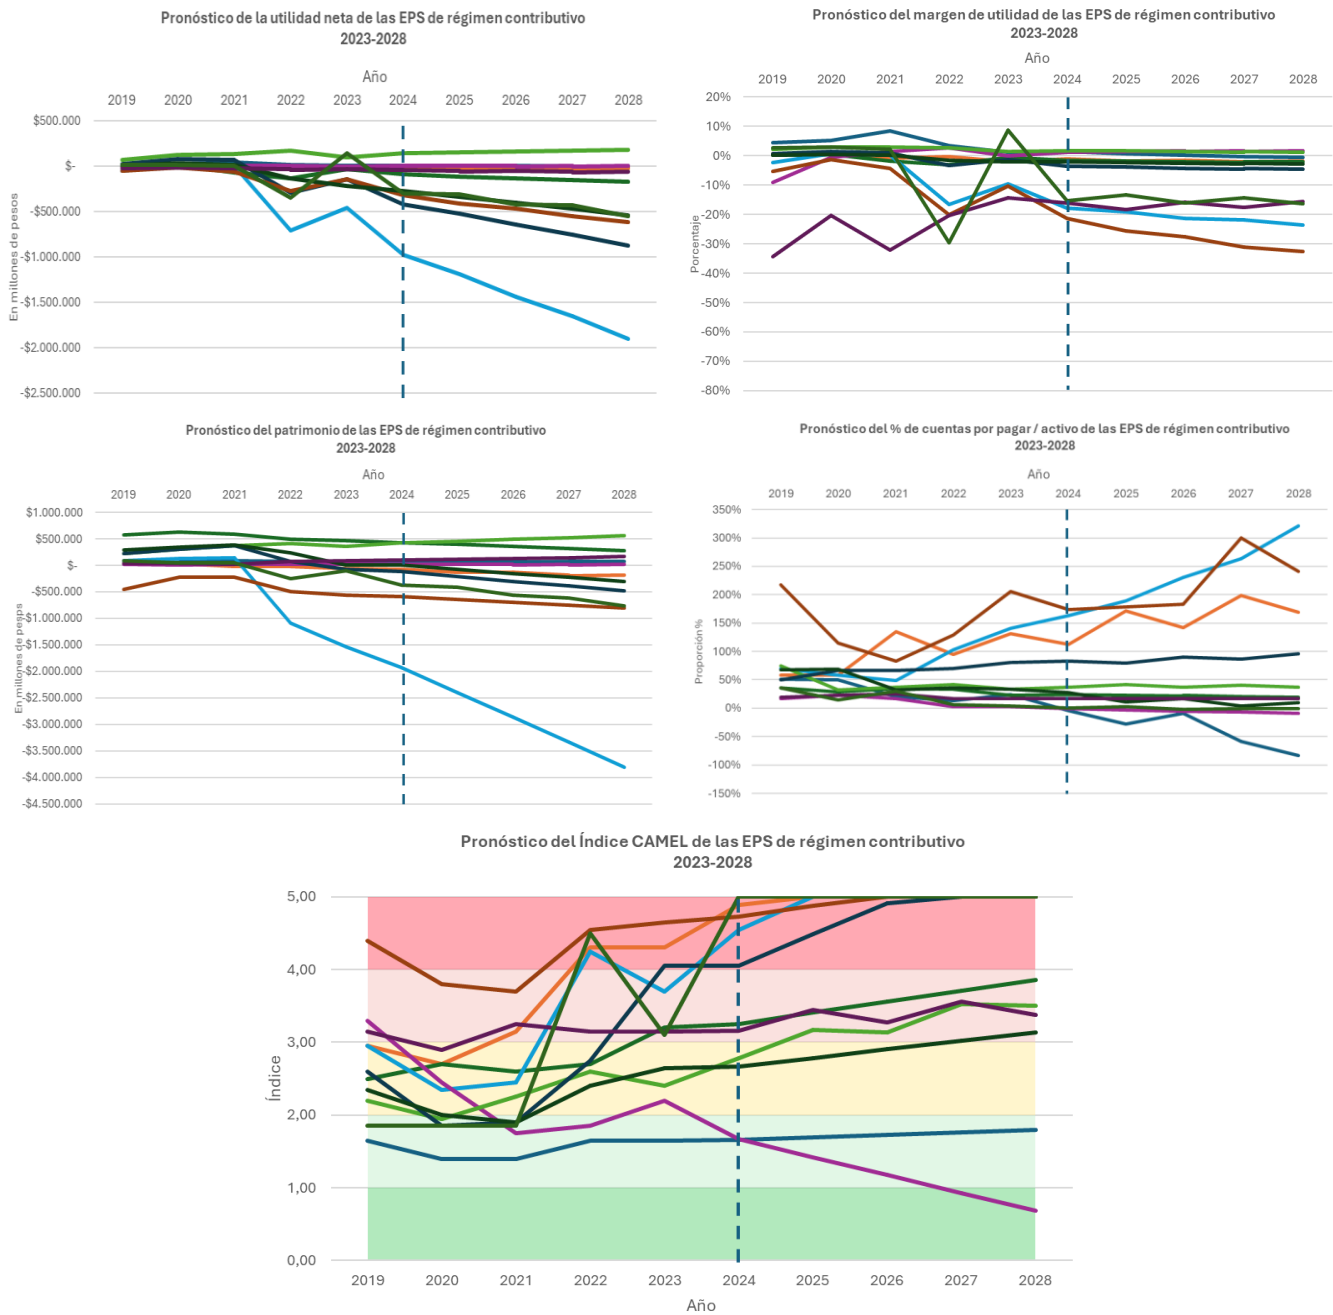 Pronóstico de la utilidad neta de las EPS de régimen contributivo
2023-2028
Año
2019 2020 2021 2022 2023 2024 2025 2026 2027 2028
$500.000
$-
-$500.000
-$1.000.000
-$1.500.000
-$2.000.000
-$2.500.000
En millones de pesos
Pronóstico del margen de utilidad de las EPS de régimen contributivo
2023-2028
Año
2019 2020 2021 2022 2023 2024 2025 2026 2027 2028
20%
10%
0%
-10%
-20%
-30%
-40%
-50%
-60%
-70%
-80%
Porcentaje
Pronóstico del patrimonio de las EPS de régimen contributivo
2023-2028
Año
2019 2020 2021 2022 2023 2024 2025 2026 2027 2028
$1.000.000
$500.000
$-
-$500.000
-$1.000.000
-$1.500.000
-$2.000.000
-$2.500.000
-$3.000.000
-$3.500.000
-$4.000.000
-$4.500.000
En millones de pesos
Pronóstico del % de cuentas por pagar / activo de las EPS de régimen contributivo
2023-2028
Año
2019 2020 2021 2022 2023 2024 2025 2026 2027 2028
350%
300%
250%
200%
150%
100%
50%
0%
-50%
-100%
-150%
Proporción %
Pronóstico del Índice CAMEL de las EPS de régimen contributivo
2023-2028
5,00
4,00
3,00
2,00
1,00
0,00
Índice
2019 2020 2021 2022 2023 2024 2025 2026 2027 2028
Año